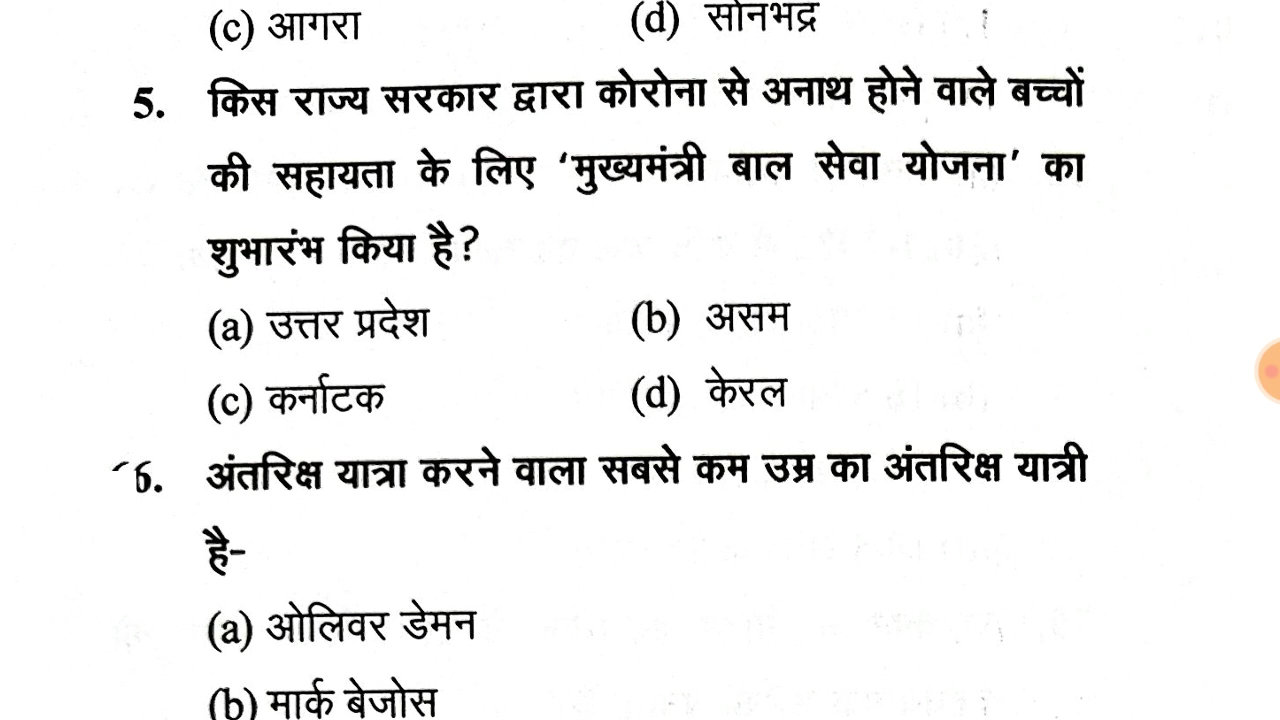 (c) आगरा (d) सोनभद्र
5. किस राज्य सरकार द्वारा कोरोना से अनाथ होने वाले बच्चों
की सहायता के लिए ‘मुख्यमंत्री बाल सेवा योजना’ का
शुभारंभ किया है?
(a) उत्तर प्रदेश (b) असम
(c) कर्नाटक (d) केरल
6. अंतरिक्ष यात्रा करने वाला सबसे कम उम्र का अंतरिक्ष यात्री
है-
(a) ओलिवर डेमन
(b) मार्क बेजोस